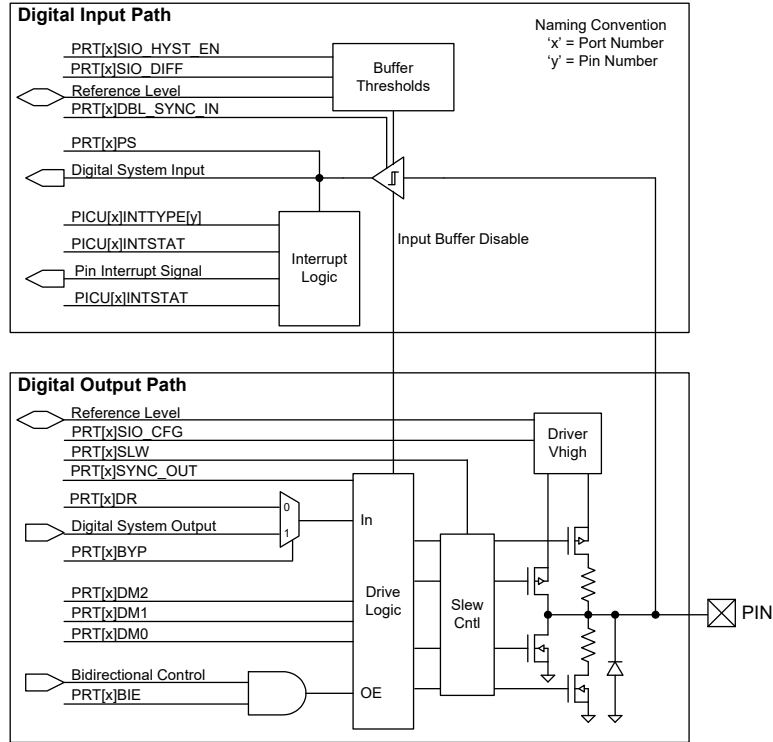 Digital Input Path
Naming Convention
‘x’ = Port Number
‘y’ = Pin Number
PRT[x]SIO_HYST_EN
PRT[x]SIO_DIFF
Reference Level
PRT[x]DBL_SYNC_IN
Buffer
Thresholds
PRT[x]PS
Digital System Input
PICU[x]INTTYPE[y]
PICU[x]INTSTAT
Pin Interrupt Signal
PICU[x]INTSTAT
Interrupt
Logic
Input Buffer Disable
Digital Output Path
Reference Level
PRT[x]SIO_CFG
PRT[x]SLW
PRT[x]SYNC_OUT
Driver
Vhigh
PRT[x]DR
Digital System Output
PRT[x]BYP
0
1
In
PRT[x]DM2
PRT[x]DM1
PRT[x]DM0
Drive
Logic
Slew
Cntl
PIN
Bidirectional Control
PRT[x]BIE
OE